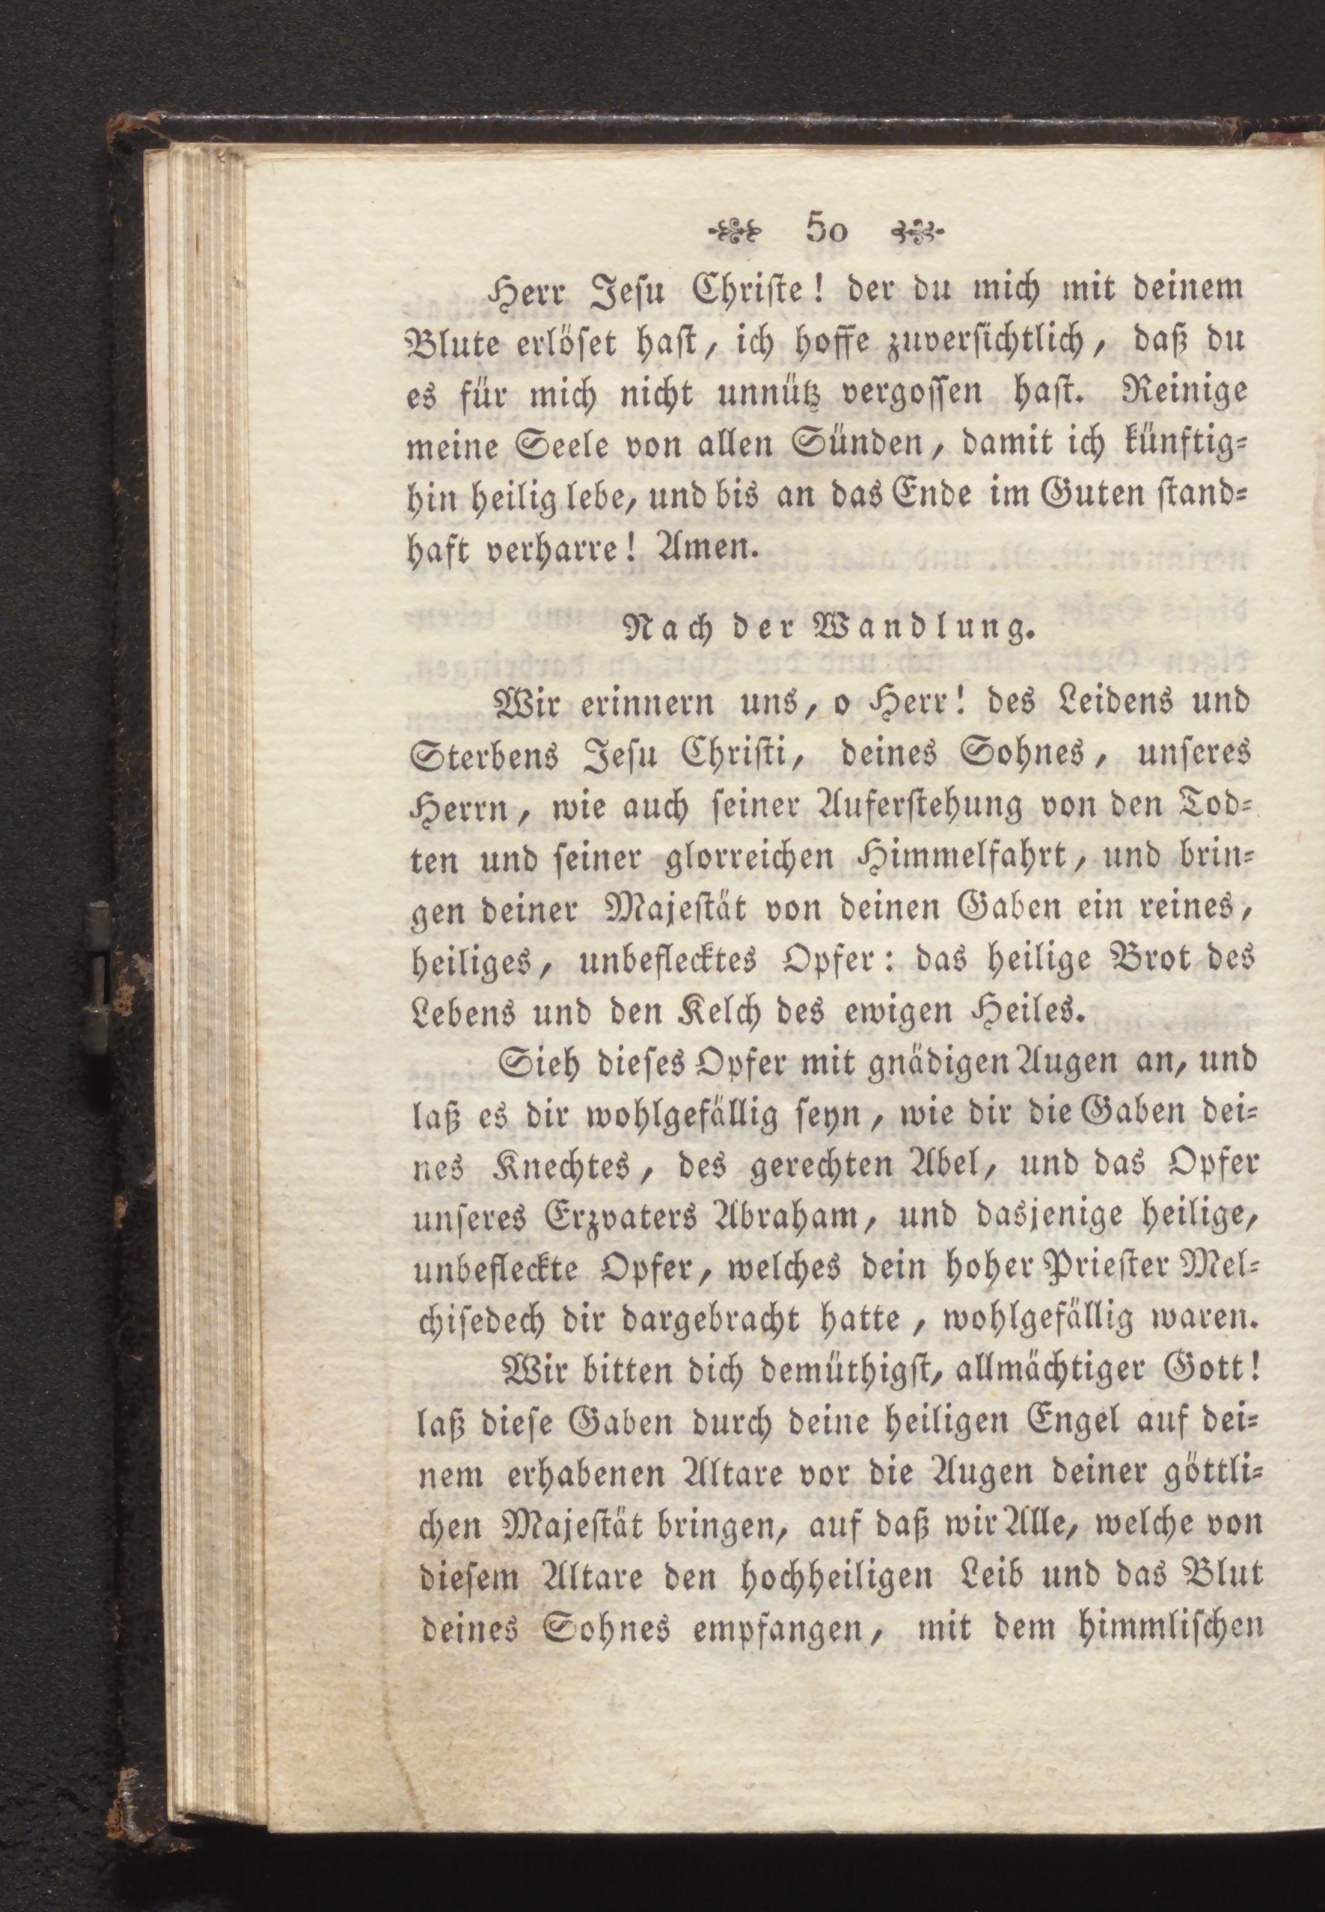 50
Herr Jesu Christe! der du mich mit deinem
Blute erlöset hast, ich hoffe zuversichtlich, daß du
es für mich nicht unnütz vergossen hast. Reinige
meine Seele von allen Sünden, damit ich künftig-
hin heilig lebe, und bis an das Ende im Guten stand-
haft verharre! Amen.
Nach der Wandlung.
Wir erinnern uns, o Herr! des Leidens und
Sterbens Jesu Christi, deines Sohnes, unseres
Herrn, wie auch seiner Auferstehung von den Tod-
ten und seiner glorreichen Himmelfahrt, und brin-
gen deiner Majestät von deinen Gaben ein reines,
heiliges, unbeflecktes Opfer: das heilige Brot des
Lebens und den Kelch des ewigen Heiles.
Sieh dieses Opfer mit gnädigen Augen an, und
laß es dir wohlgefällig seyn, wie dir die Gaben dei-
nes Knechtes, des gerechten Abel, und das Opfer
unseres Erzvaters Abraham, und dasjenige heilige,
unbefleckte Opfer, welches dein hoher Priester Mel-
chisedech dir dargebracht hatte, wohlgefällig waren.
Wir bitten dich demüthigst, allmächtiger Gott!
laß diese Gaben durch deine heiligen Engel auf dei-
nem erhabenen Altare vor die Augen deiner göttli-
chen Majestät bringen, auf daß wir Alle, welche von
diesem Altare den hochheiligen Leib und das Blut
deines Sohnes empfangen, mit dem himmlischen